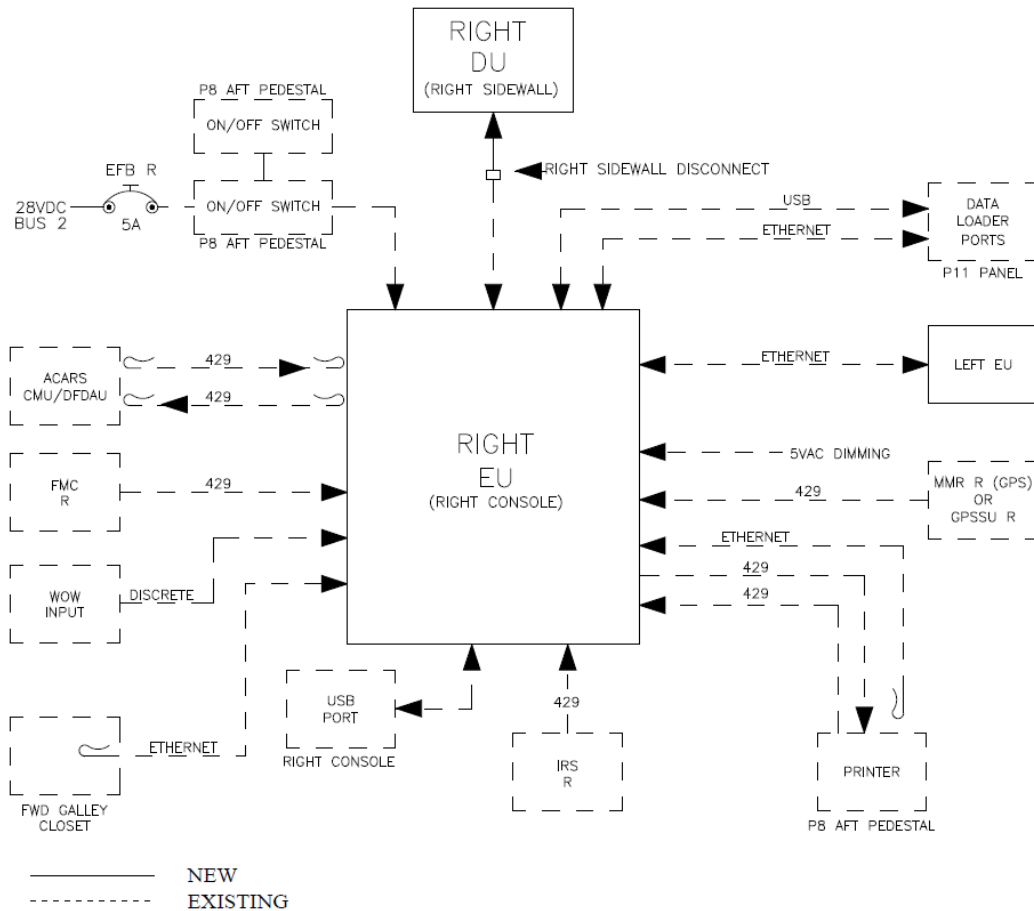 RIGHT
DU
(RIGHT SIDEWALL)
P8 AFT PEDESTAL
ON/OFF SWITCH
EFB R
28VDC
BUS 2
5A
ON/OFF SWITCH
P8 AFT PEDESTAL
RIGHT SIDEWALL DISCONNECT
USB
ETHERNET
DATA
LOADER
PORTS
P11 PANEL
ACARS
CMU/DFDAU
429
429
ETHERNET
LEFT EU
RIGHT
EU
(RIGHT CONSOLE)
FMC
R
429
5VAC DIMMING
429
MMR R (GPS)
OR
GPSSU R
WOW
INPUT
DISCRETE
ETHERNET
429
429
USB
PORT
RIGHT CONSOLE
429
IRS
R
ETHERNET
FWD GALLEY
CLOSET
PRINTER
P8 AFT PEDESTAL
NEW
EXISTING